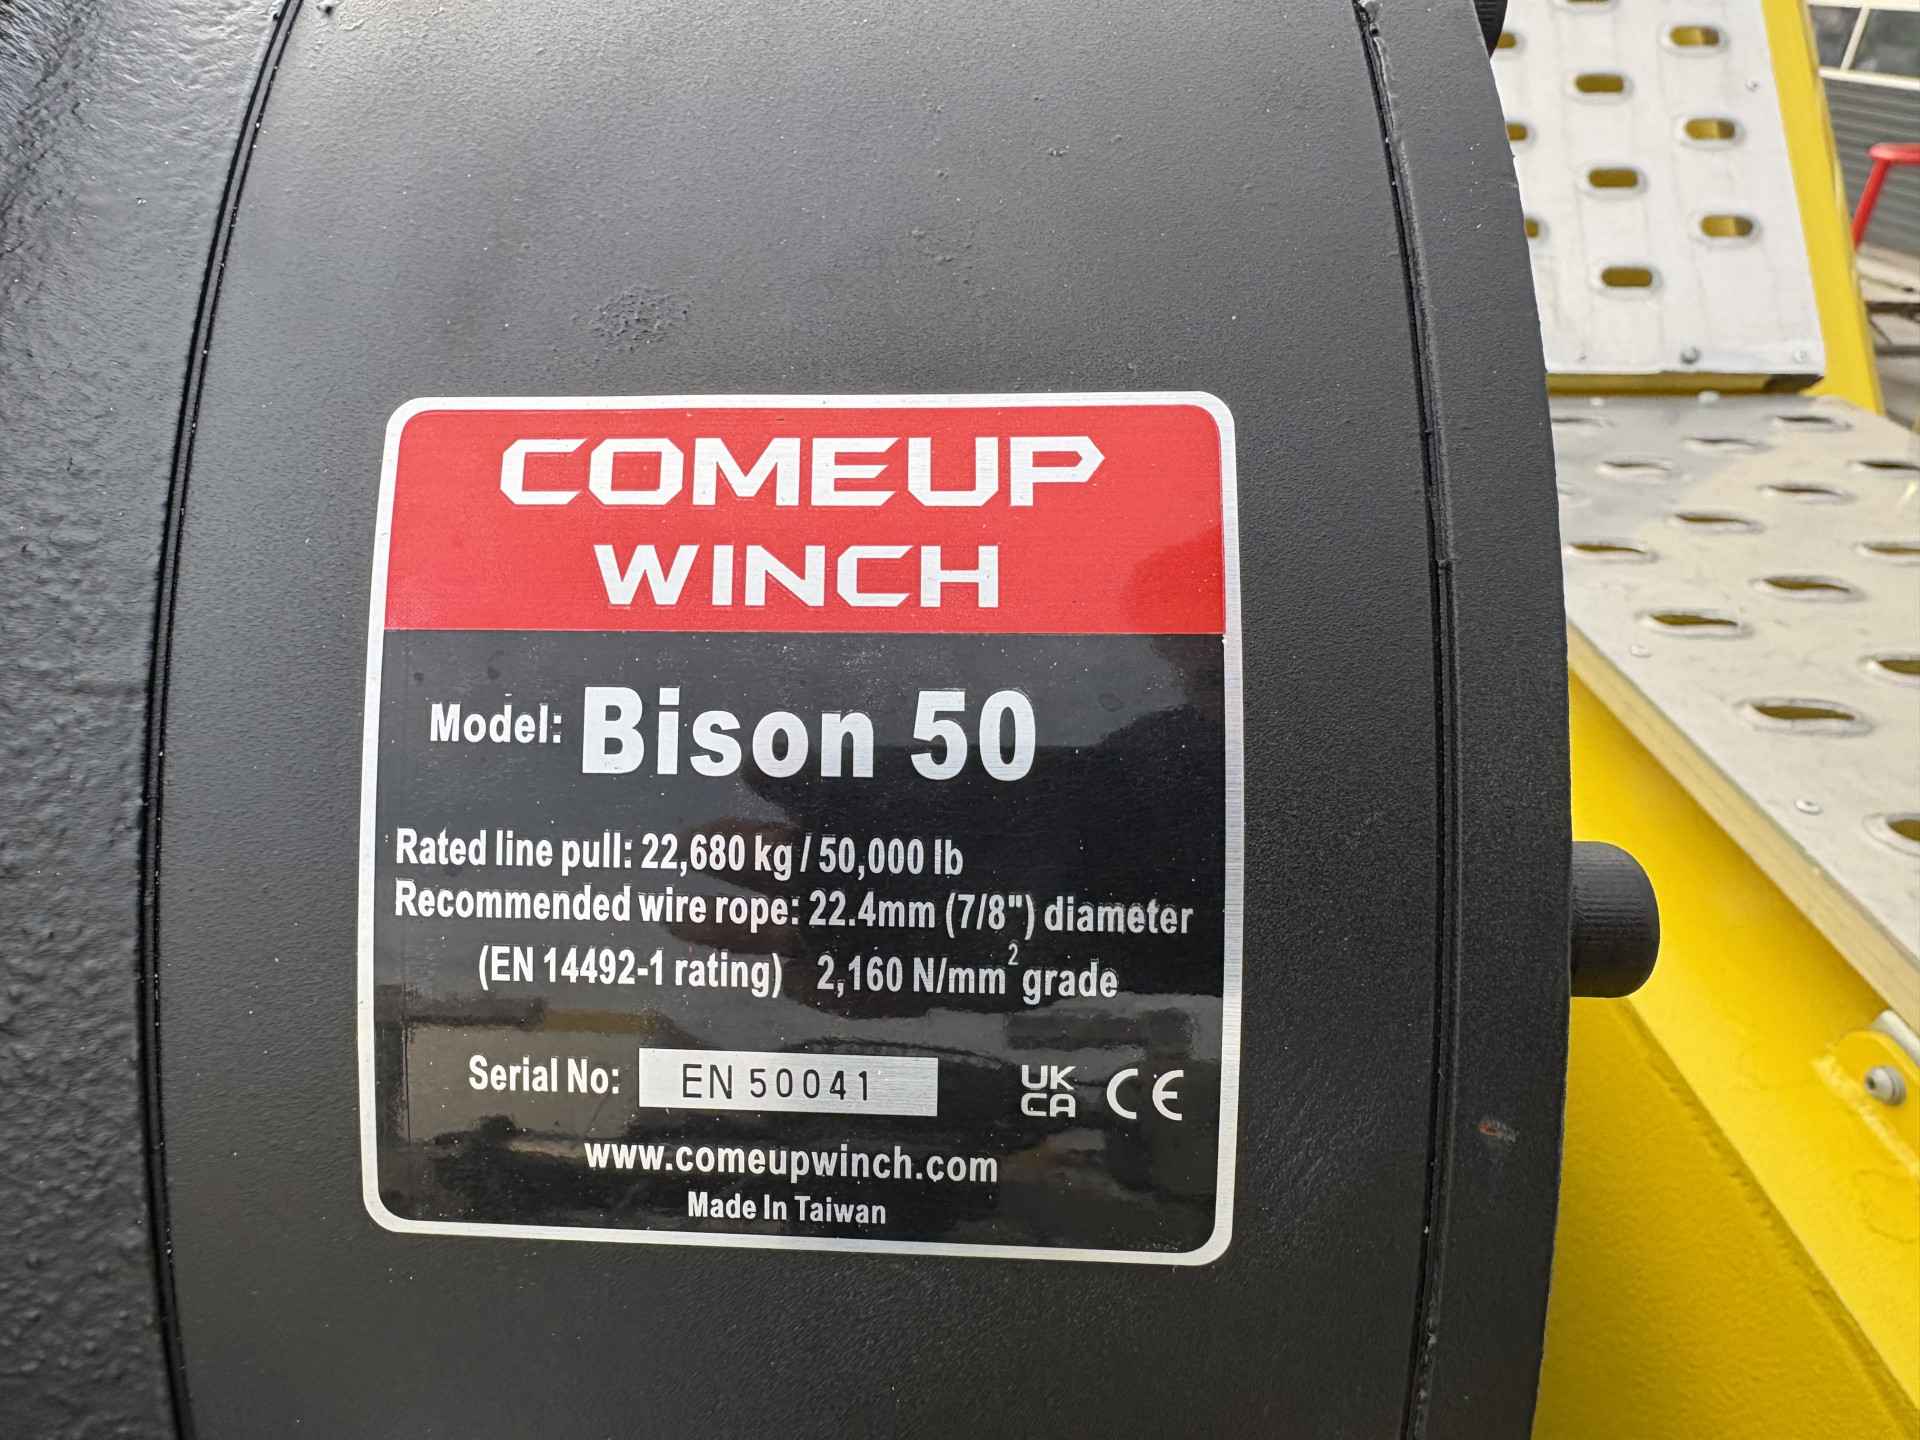 COMEUP
WINCH
Model: Bison 50
Rated line pull: 22,680 kg / 50,000 lb
Recommended wire rope: 22.4mm (7/8") diameter
(EN 14492-1 rating) 2,160 N/mm² grade
Serial No: EN 50041
UK
CA CE
www.comeupwinch.com
Made In Taiwan